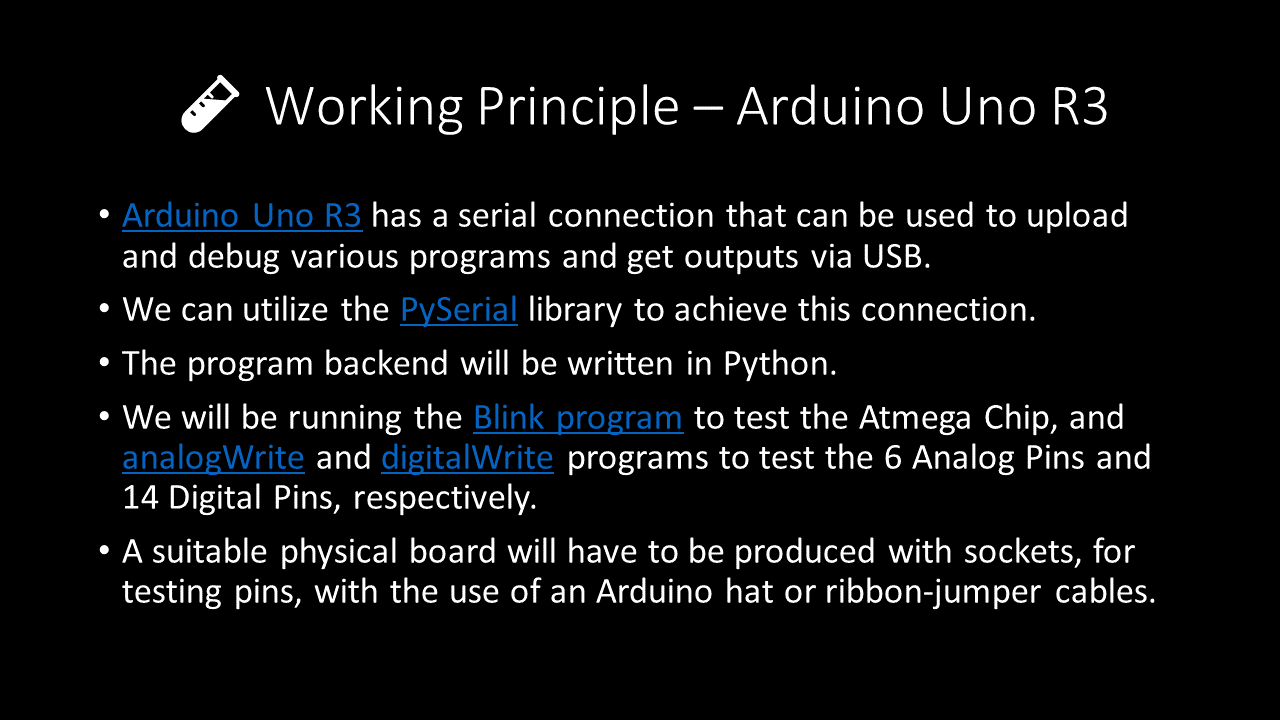 Working Principle – Arduino Uno R3
• Arduino Uno R3 has a serial connection that can be used to upload
and debug various programs and get outputs via USB.
• We can utilize the PySerial library to achieve this connection.
• The program backend will be written in Python.
• We will be running the Blink program to test the Atmega Chip, and
analogWrite and digitalWrite programs to test the 6 Analog Pins and
14 Digital Pins, respectively.
• A suitable physical board will have to be produced with sockets, for
testing pins, with the use of an Arduino hat or ribbon-jumper cables.